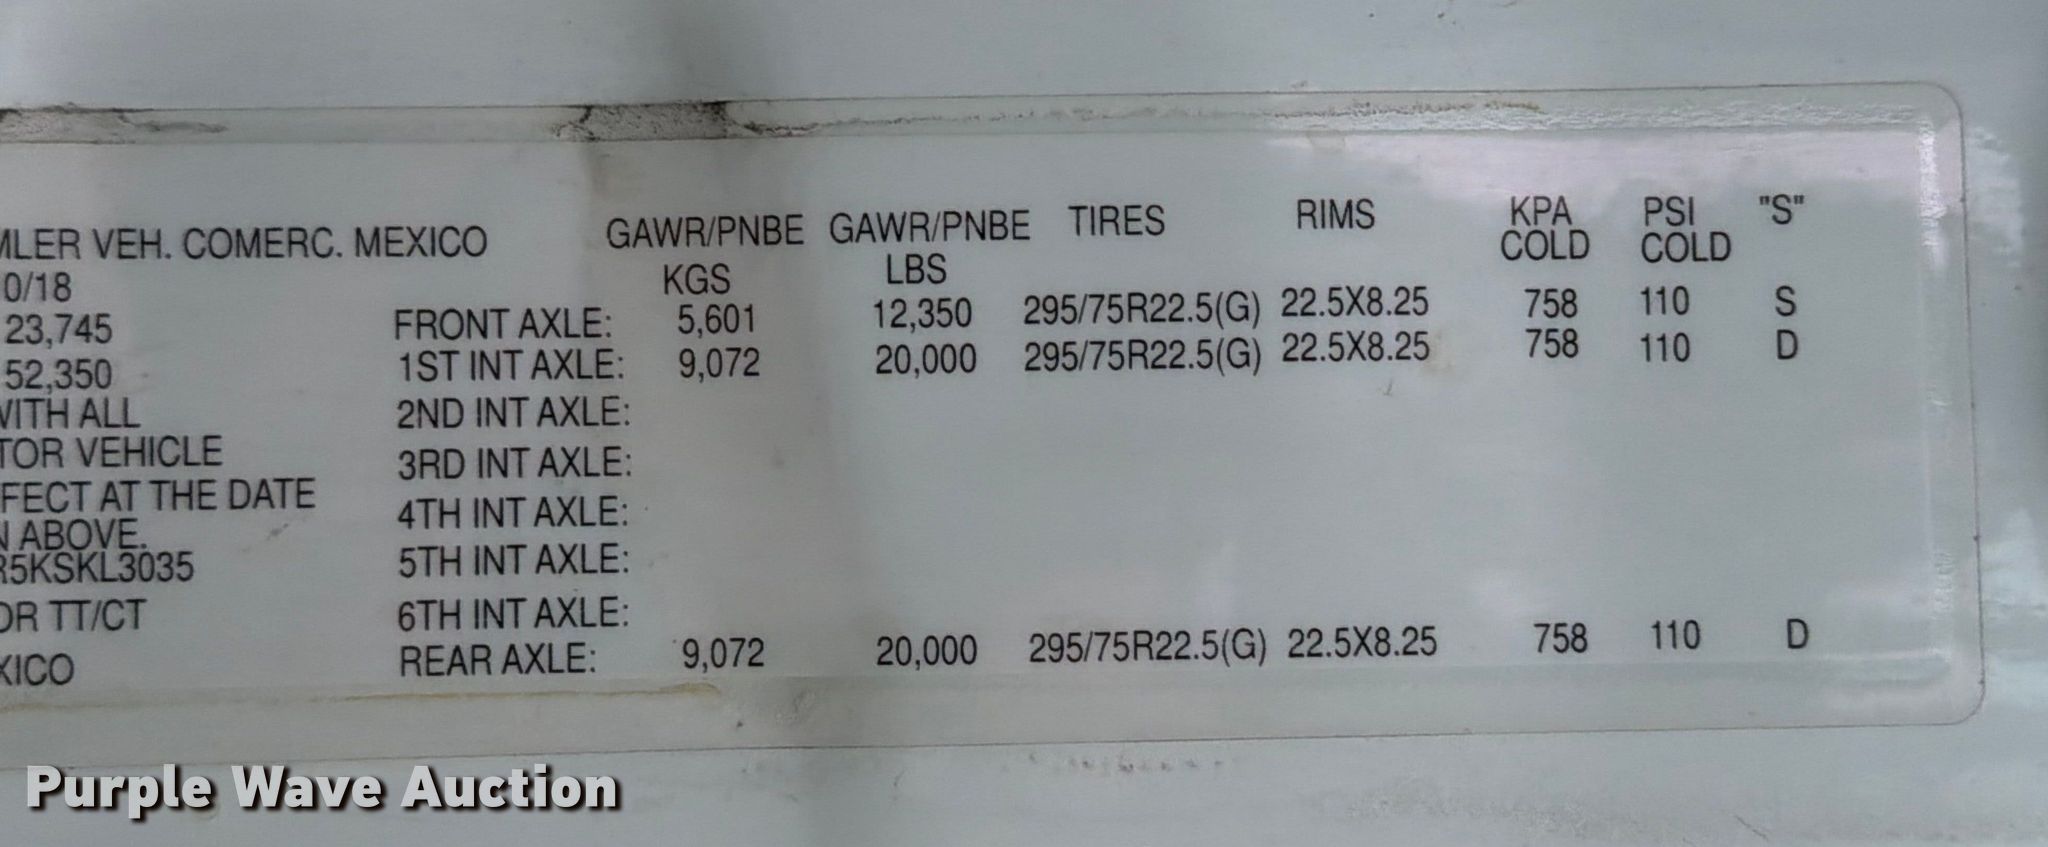 MLER VEH. COMERC. MEXICO
0/18
23,745
52,350
WITH ALL
TOR VEHICLE
FECT AT THE DATE
N ABOVE.
R5KSKL3035
OR TT/CT
XICO
GAWR/PNBE GAWR/PNBE TIRES RIMS KPA PSI "S"
KGS LBS COLD COLD
FRONT AXLE: 5,601 12,350 295/75R22.5(G) 22.5X8.25 758 110 S
1ST INT AXLE: 9,072 20,000 295/75R22.5(G) 22.5X8.25 758 110 D
2ND INT AXLE:
3RD INT AXLE:
4TH INT AXLE:
5TH INT AXLE:
6TH INT AXLE:
REAR AXLE: 9,072 20,000 295/75R22.5(G) 22.5X8.25 758 110 D
Purple Wave Auction